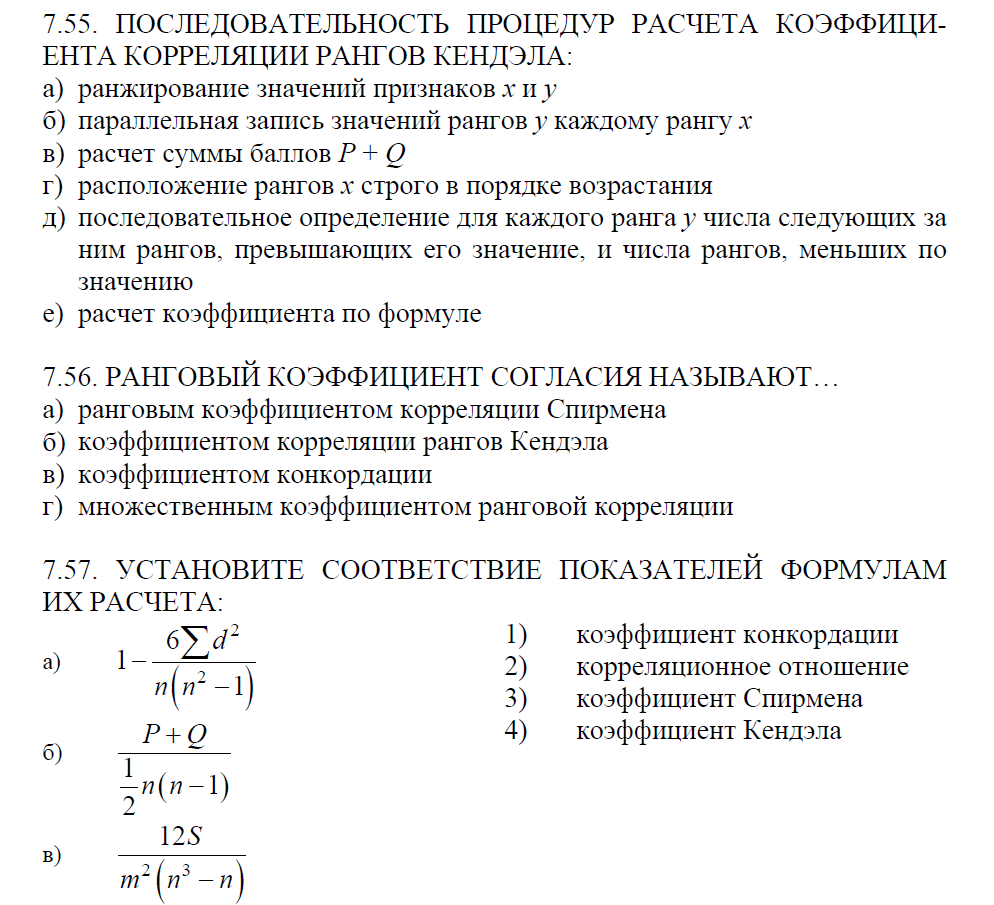 7.55. ПОСЛЕДОВАТЕЛЬНОСТЬ ПРОЦЕДУР РАСЧЕТА КОЭФФИЦИ-
ЕНТА КОРРЕЛЯЦИИ РАНГОВ КЕНДЭЛА:
а) ранжирование значений признаков x и y
б) параллельная запись значений рангов y каждому рангу x
в) расчет суммы баллов P + Q
г) расположение рангов x строго в порядке возрастания
д) последовательное определение для каждого ранга y числа следующих за
ним рангов, превышающих его значение, и числа рангов, меньших по
значению
е) расчет коэффициента по формуле
7.56. РАНГОВЫЙ КОЭФФИЦИЕНТ СОГЛАСИЯ НАЗЫВАЮТ…
а) ранговым коэффициентом корреляции Спирмена
б) коэффициентом корреляции рангов Кендэла
в) коэффициентом конкордации
г) множественным коэффициентом ранговой корреляции
7.57. УСТАНОВИТЕ СООТВЕТСТВИЕ ПОКАЗАТЕЛЕЙ ФОРМУЛАМ
ИХ РАСЧЕТА:
а) 1 − 6∑d² / n(n² − 1)
б) P + Q / 1/2 n(n − 1)
в) 12S / m²(n³ − n)
1) коэффициент конкордации
2) корреляционное отношение
3) коэффициент Спирмена
4) коэффициент Кендэла